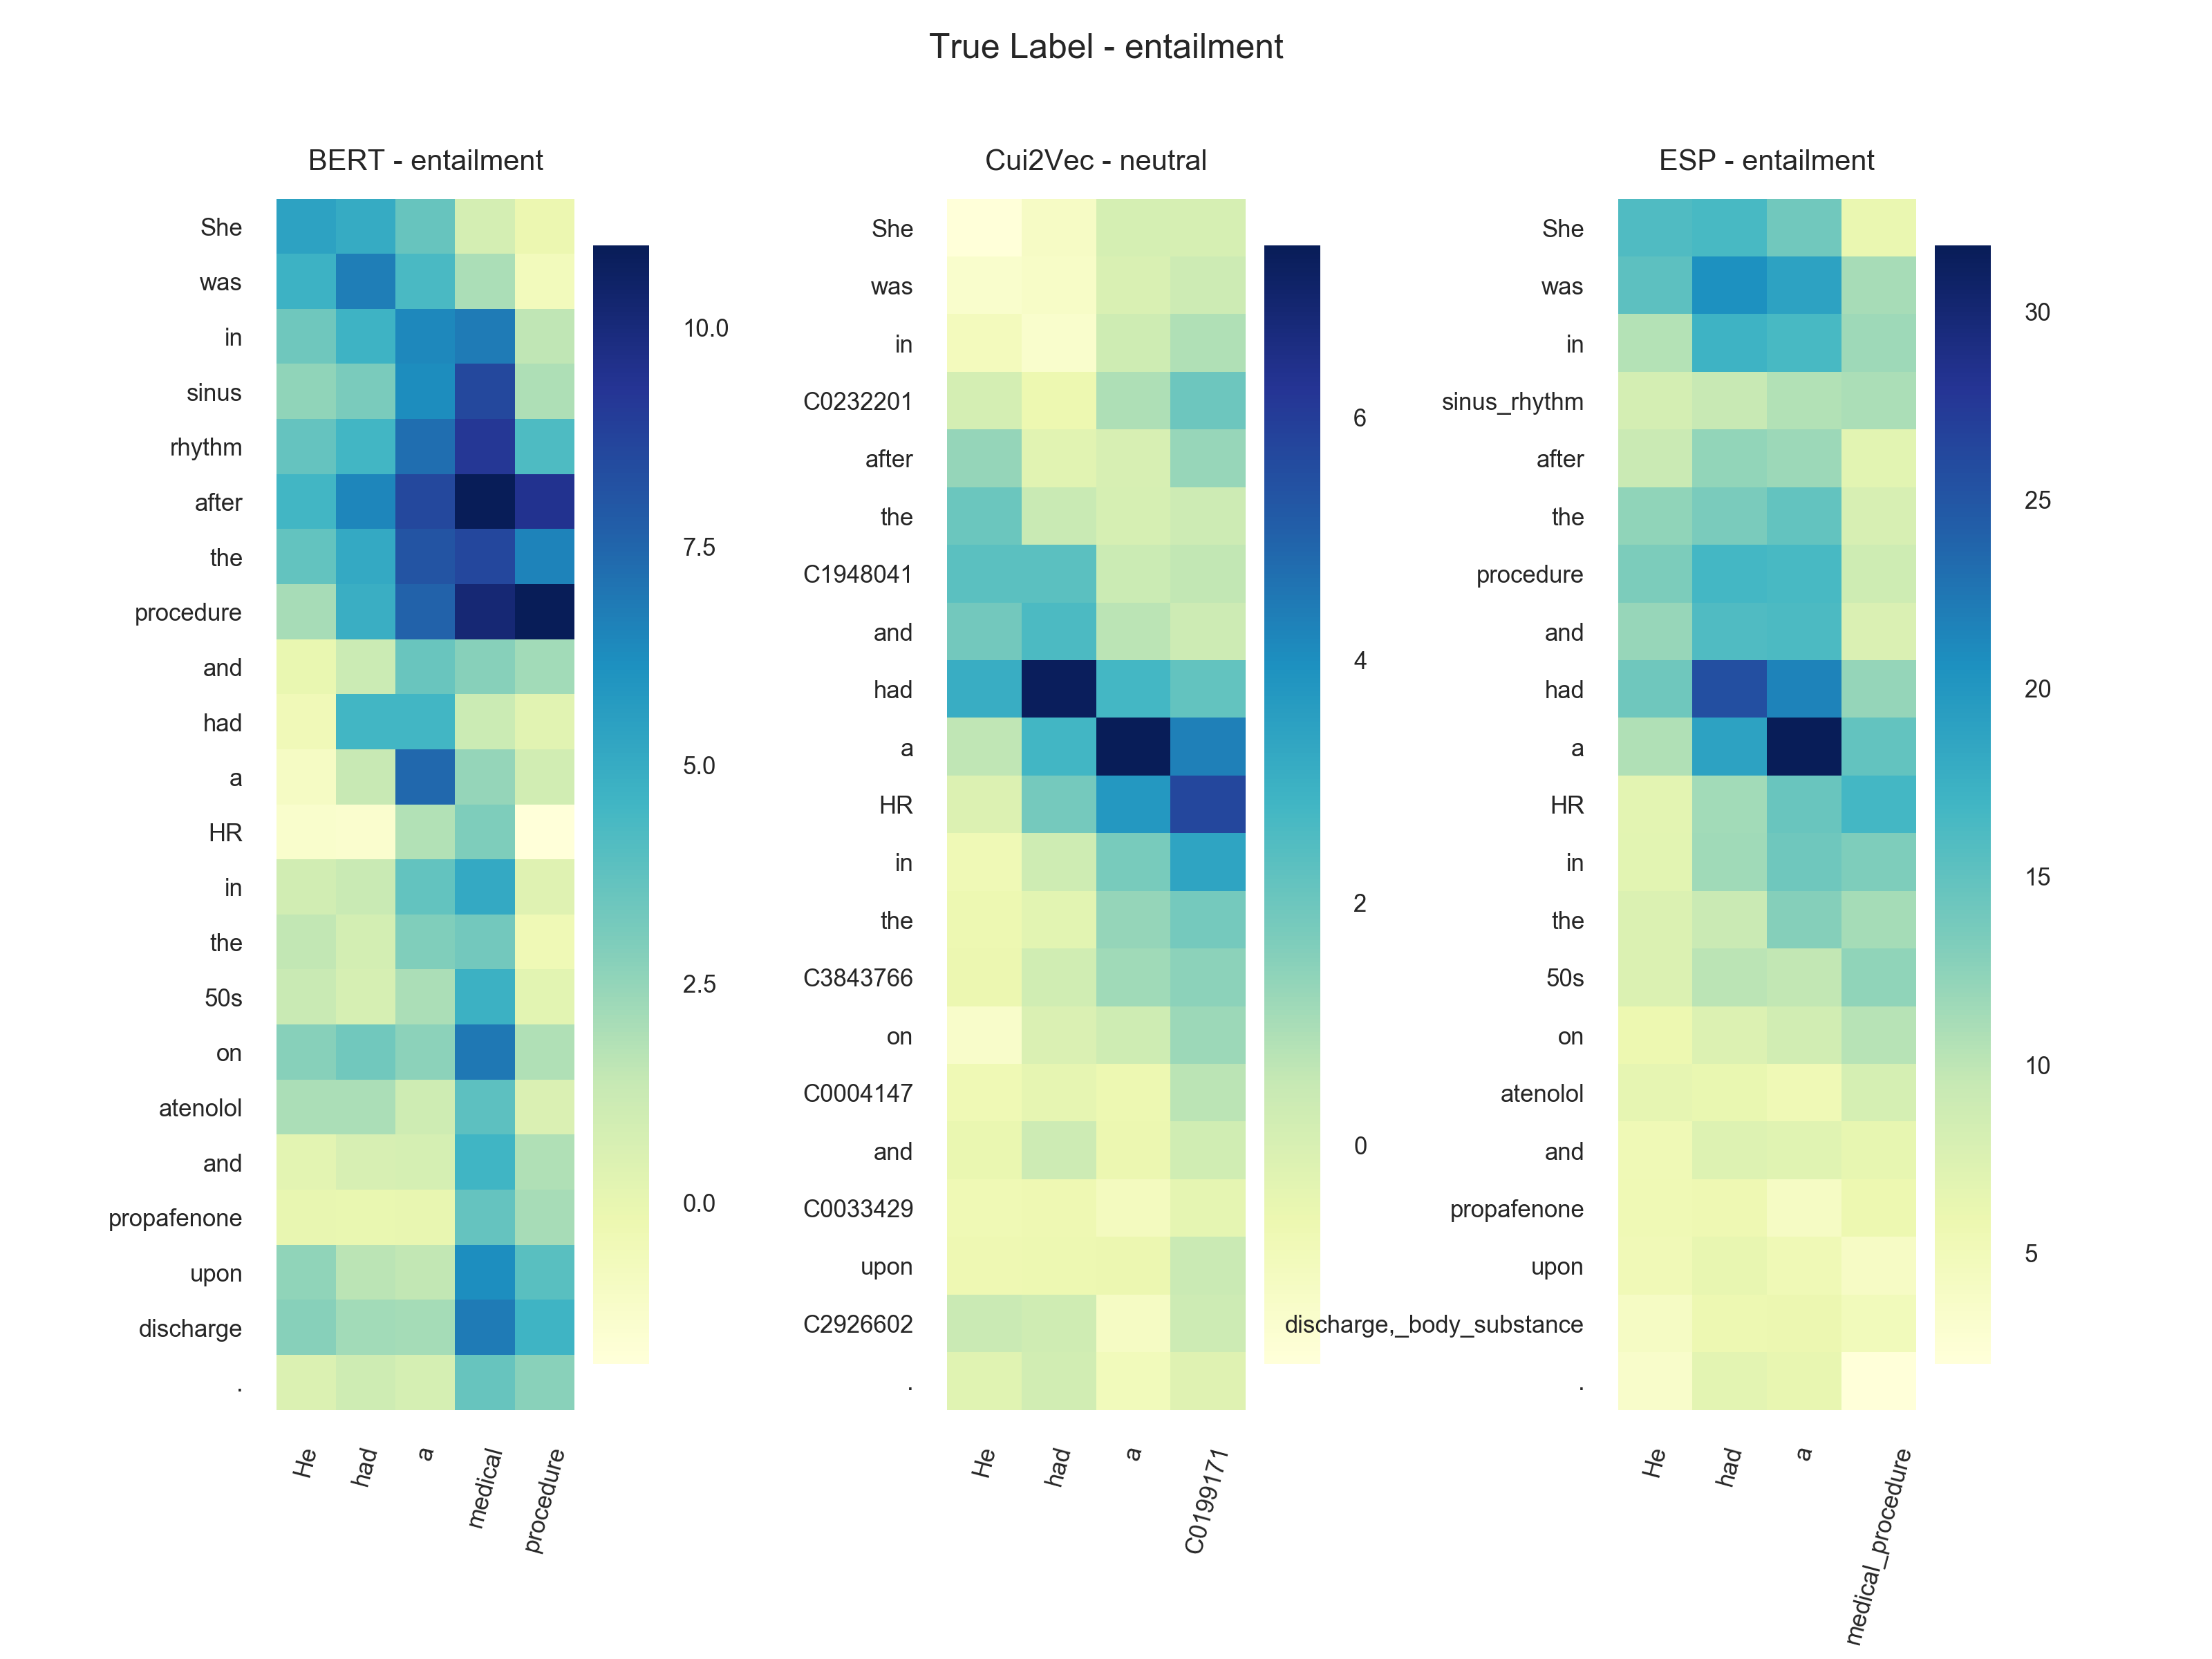 True Label - entailment
BERT - entailment
She
was
in
sinus
rhythm
after
the
procedure
and
had
a
HR
in
the
50s
on
atenolol
and
propafenone
upon
discharge
.
He
had
a
medical
procedure
10.0
7.5
5.0
2.5
0.0
Cui2Vec - neutral
She
was
in
C0232201
after
the
C1948041
and
had
a
HR
in
the
C3843766
on
C0004147
and
C0033429
upon
C2926602
.
He
had
a
C0199171
6
4
2
0
ESP - entailment
She
was
in
sinus_rhythm
after
the
procedure
and
had
a
HR
in
the
50s
on
atenolol
and
propafenone
upon
discharge,_body_substance
.
He
had
a
medical_procedure
30
25
20
15
10
5